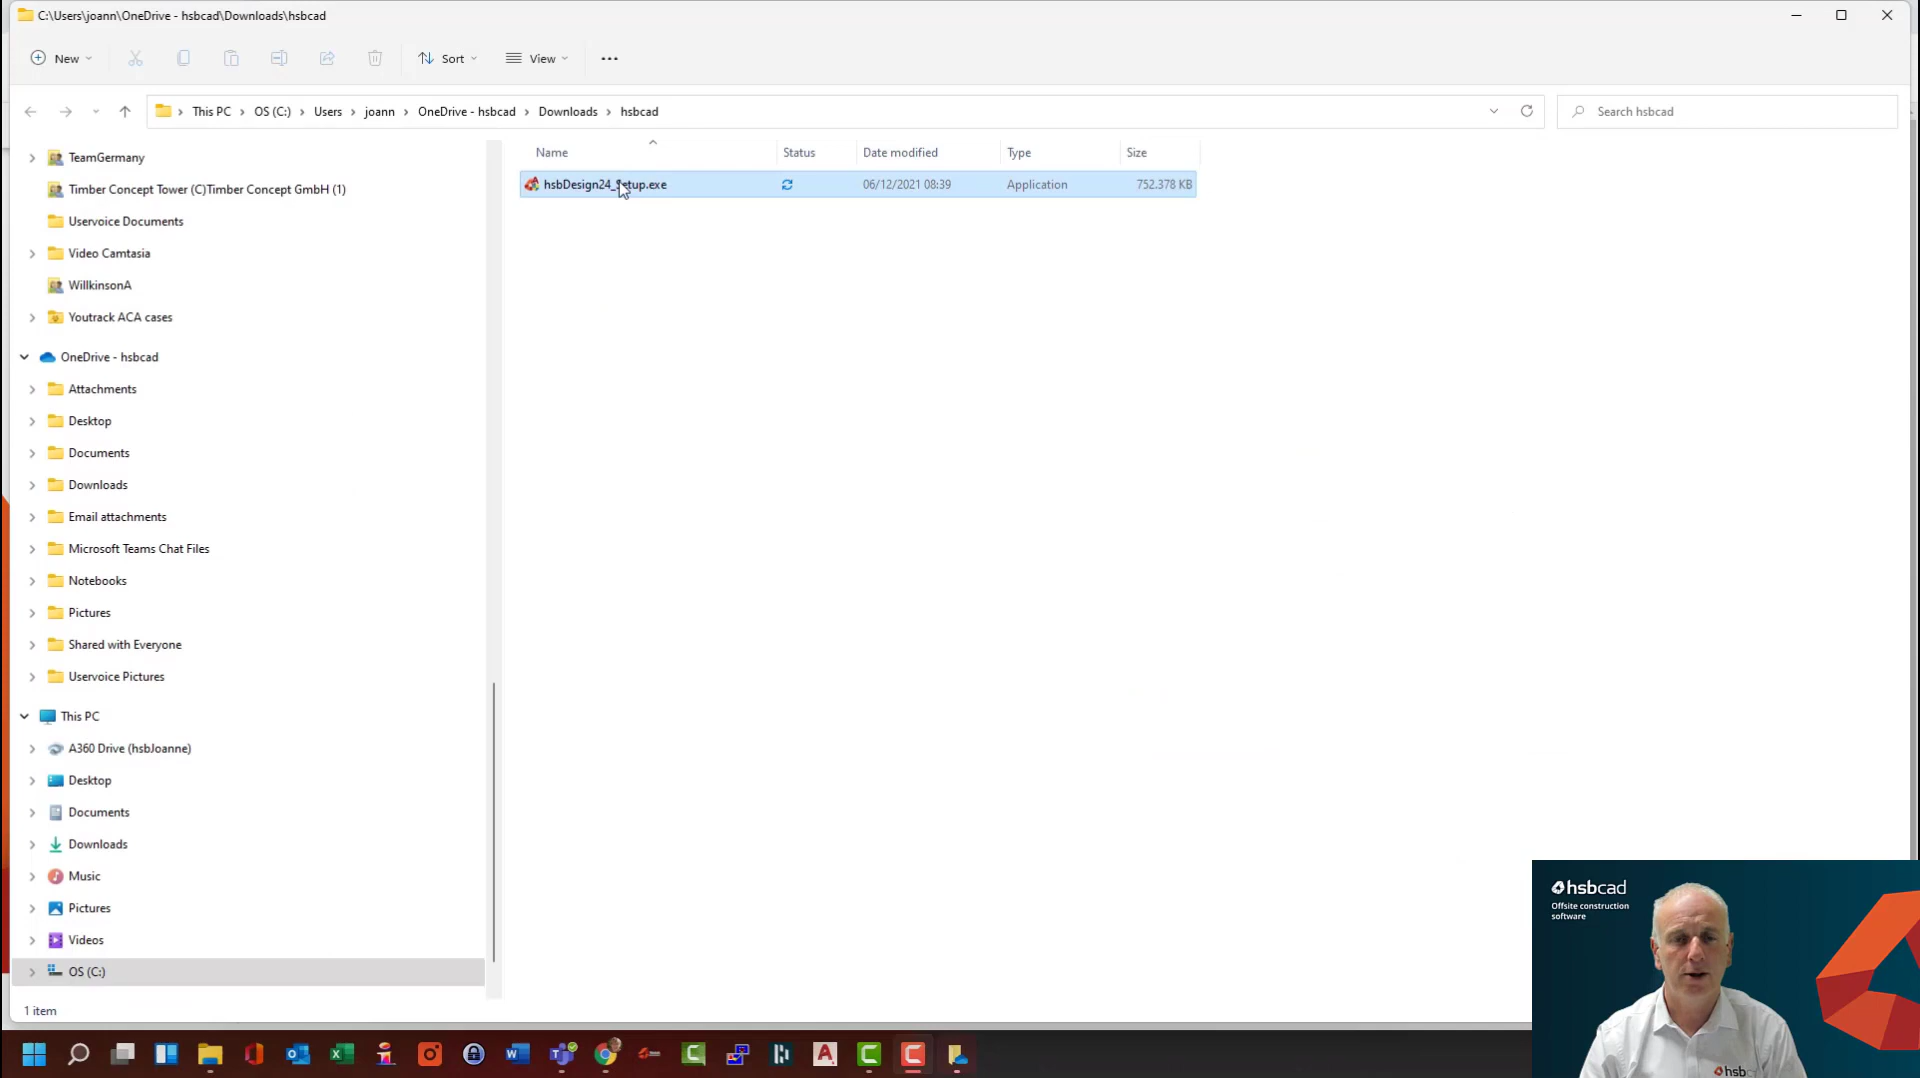 C:\Users\joann\OneDrive - hsbcad\Downloads\hsbcad
New
Sort
View
This PC
OS (C:)
Users
joann
OneDrive - hsbcad
Downloads
hsbcad
Search hsbcad
Name
Status
Date modified
Type
Size
hsbDesign24_Setup.exe
06/12/2021 08:39
Application
752.378 KB
TeamGermany
Timber Concept Tower (C)Timber Concept GmbH (1)
Uservoice Documents
Video Camtasia
WillkinsonA
Youtrack ACA cases
OneDrive - hsbcad
Attachments
Desktop
Documents
Downloads
Email attachments
Microsoft Teams Chat Files
Notebooks
Pictures
Shared with Everyone
Uservoice Pictures
This PC
A360 Drive (hsbJoanne)
Desktop
Documents
Downloads
Music
Pictures
Videos
OS (C:)
1 item
hsbcad
Offsite construction
software
hsb